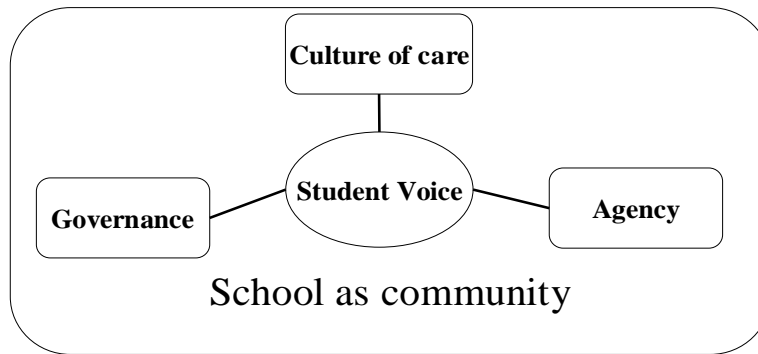 Culture of care
Student Voice
Governance
Agency
School as community